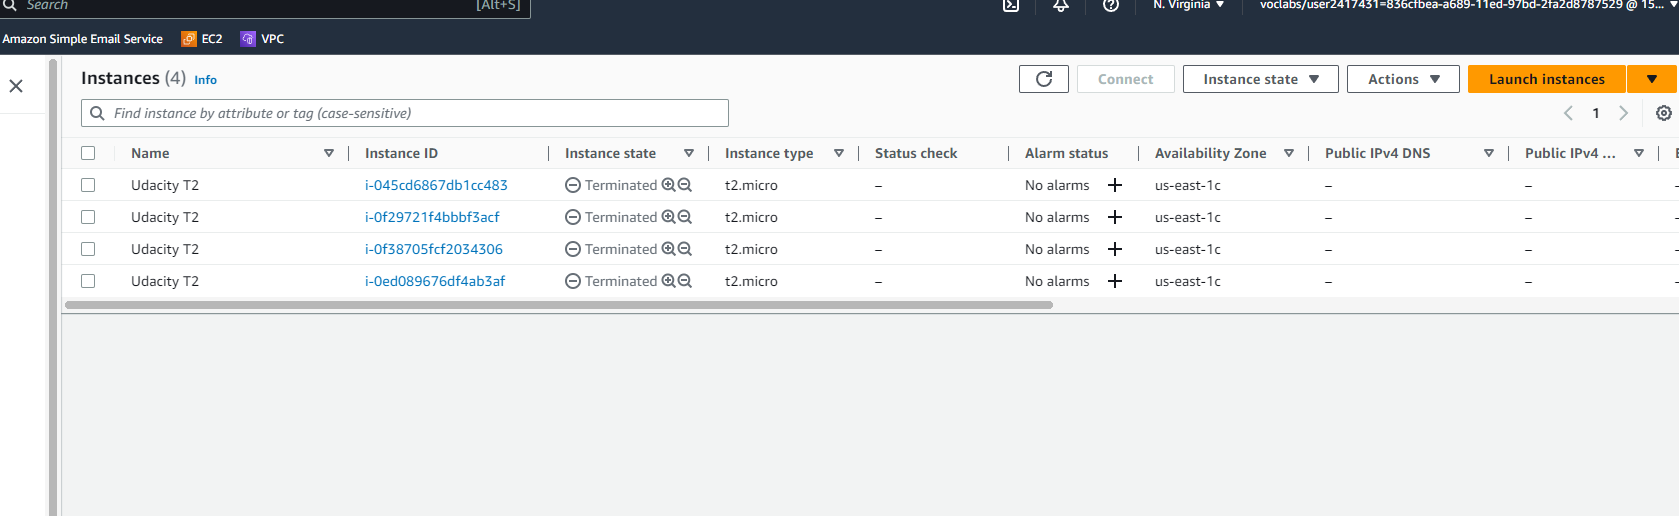 Search [Alt+S] N. Virginia voclabs/user2417431=836cfbea-a689-11ed-97bd-2fa2d8787529 @ 15...
Amazon Simple Email Service EC2 VPC
Instances (4) Info Connect Instance state Actions Launch instances
Find instance by attribute or tag (case-sensitive) 1
Name Instance ID Instance state Instance type Status check Alarm status Availability Zone Public IPv4 DNS Public IPv4 ...
Udacity T2 i-045cd6867db1cc483 Terminated t2.micro – No alarms + us-east-1c – –
Udacity T2 i-0f29721f4bbbf3acf Terminated t2.micro – No alarms + us-east-1c – –
Udacity T2 i-0f38705fcf2034306 Terminated t2.micro – No alarms + us-east-1c – –
Udacity T2 i-0ed089676df4ab3af Terminated t2.micro – No alarms + us-east-1c – –